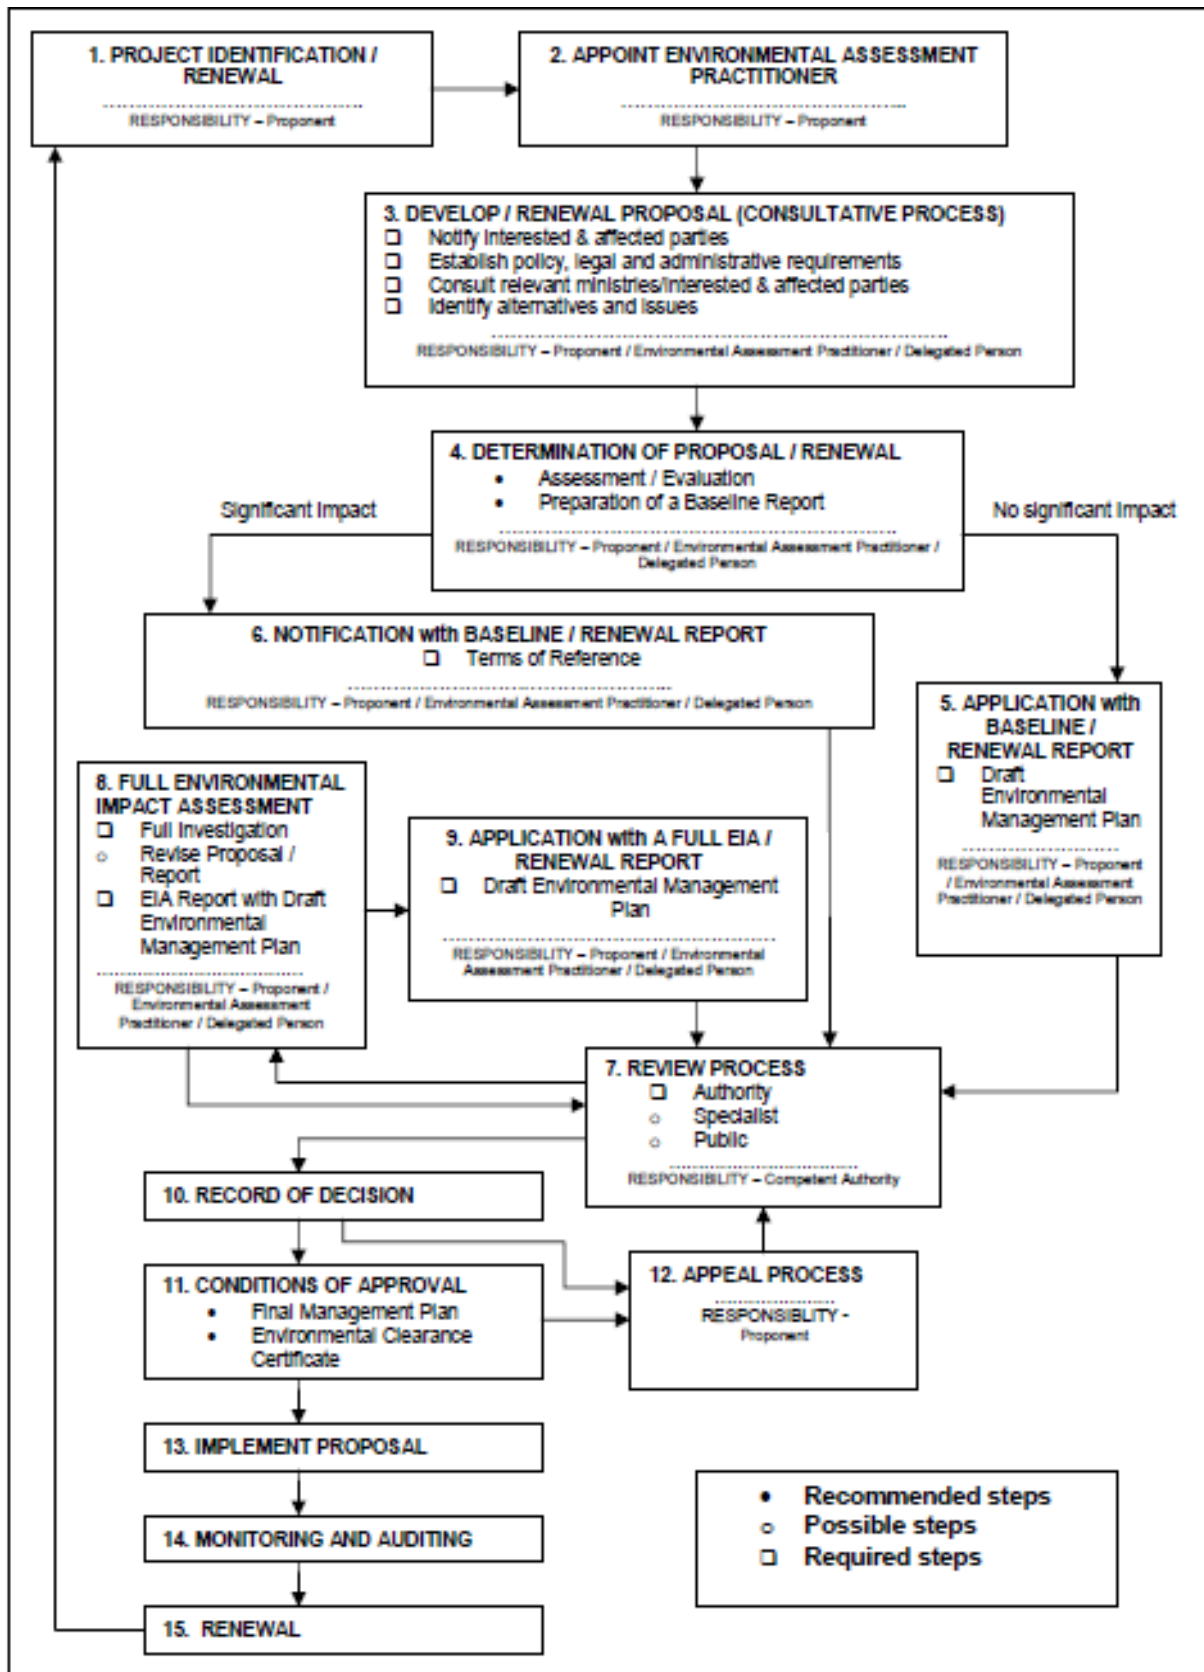 1. PROJECT IDENTIFICATION /
RENEWAL
RESPONSIBILITY – Proponent
2. APPOINT ENVIRONMENTAL ASSESSMENT
PRACTITIONER
RESPONSIBILITY – Proponent
3. DEVELOP / RENEWAL PROPOSAL (CONSULTATIVE PROCESS)
❑ Notify interested & affected parties
❑ Establish policy, legal and administrative requirements
❑ Consult relevant ministries/interested & affected parties
❑ Identify alternatives and issues
RESPONSIBILITY – Proponent / Environmental Assessment Practitioner / Delegated Person
4. DETERMINATION OF PROPOSAL / RENEWAL
• Assessment / Evaluation
• Preparation of a Baseline Report
RESPONSIBILITY – Proponent / Environmental Assessment Practitioner /
Delegated Person
Significant Impact
No significant Impact
6. NOTIFICATION with BASELINE / RENEWAL REPORT
❑ Terms of Reference
RESPONSIBILITY – Proponent / Environmental Assessment Practitioner / Delegated Person
5. APPLICATION with
BASELINE /
RENEWAL REPORT
❑ Draft
Environmental
Management Plan
RESPONSIBILITY – Proponent
/ Environmental Assessment
Practitioner / Delegated Person
8. FULL ENVIRONMENTAL
IMPACT ASSESSMENT
❑ Full Investigation
○ Revise Proposal /
Report
❑ EIA Report with Draft
Environmental
Management Plan
RESPONSIBILITY – Proponent /
Environmental Assessment
Practitioner / Delegated Person
9. APPLICATION with A FULL EIA /
RENEWAL REPORT
❑ Draft Environmental Management
Plan
RESPONSIBILITY – Proponent / Environmental
Assessment Practitioner / Delegated Person
7. REVIEW PROCESS
❑ Authority
○ Specialist
○ Public
RESPONSIBILITY – Competent Authority
10. RECORD OF DECISION
11. CONDITIONS OF APPROVAL
• Final Management Plan
• Environmental Clearance
Certificate
12. APPEAL PROCESS
RESPONSIBLITY -
Proponent
13. IMPLEMENT PROPOSAL
14. MONITORING AND AUDITING
15. RENEWAL
• Recommended steps
○ Possible steps
❑ Required steps